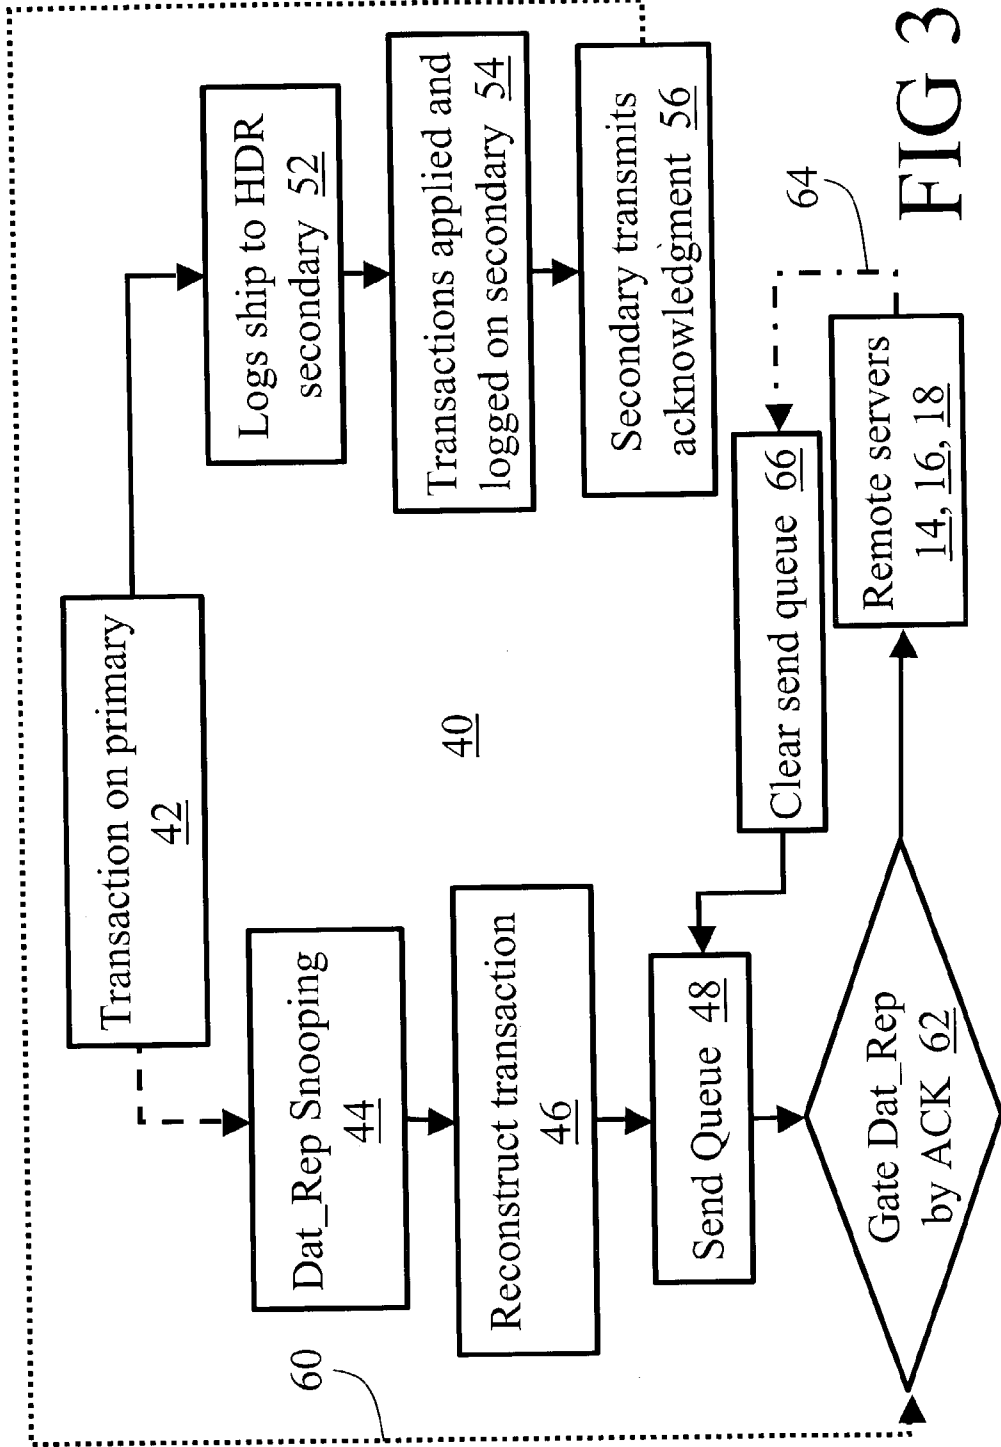 Transaction on primary
42
Dat_Rep Snooping
44
Reconstruct transaction
46
Send Queue 48
Gate Dat_Rep
by ACK 62
Logs ship to HDR
secondary 52
Transactions applied and
logged on secondary 54
Secondary transmits
acknowledgment 56
Clear send queue 66
Remote servers
14, 16, 18
40
60
64
FIG 3